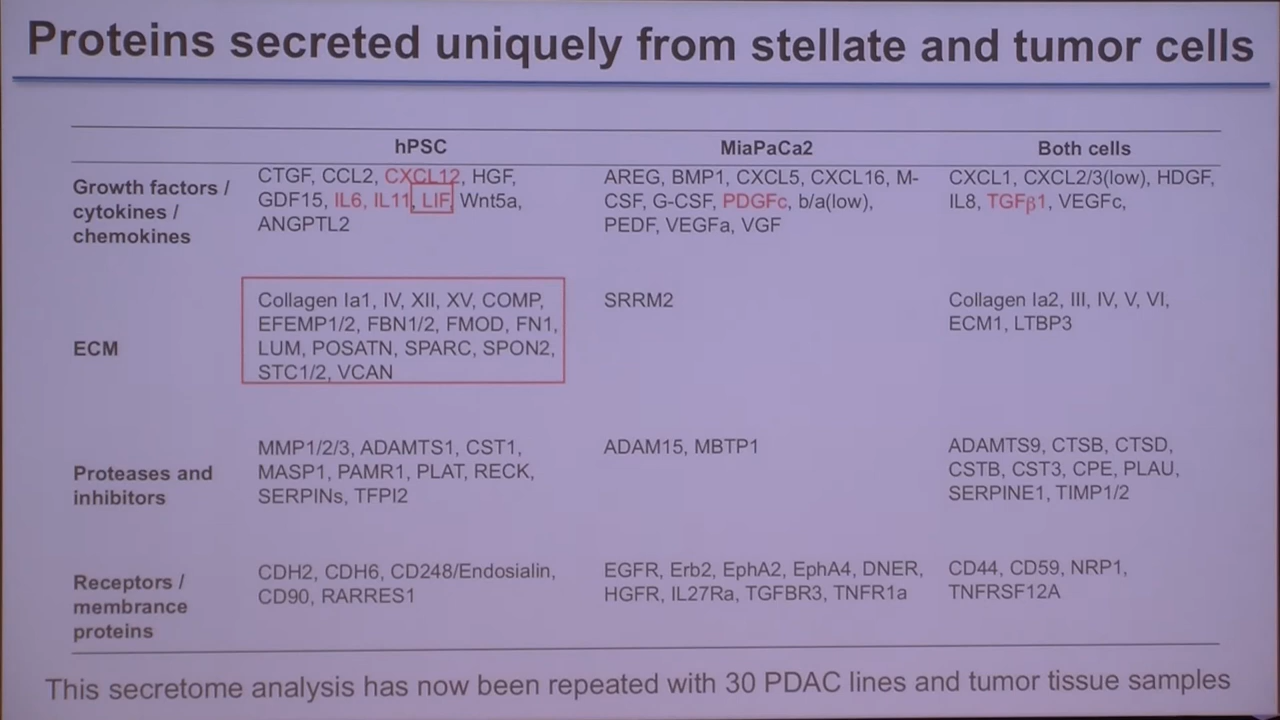 Proteins secreted uniquely from stellate and tumor cells
hPSC MiaPaCa2 Both cells
Growth factors /
cytokines /
chemokines
CTGF, CCL2, CXCL12, HGF,
GDF15, IL6, IL11, LIF, Wnt5a,
ANGPTL2
AREG, BMP1, CXCL5, CXCL16, M-
CSF, G-CSF, PDGFc, b/a(low),
PEDF, VEGFa, VGF
CXCL1, CXCL2/3(low), HDGF,
IL8, TGFβ1, VEGFc,
ECM
Collagen Ia1, IV, XII, XV, COMP,
EFEMP1/2, FBN1/2, FMOD, FN1,
LUM, POSATN, SPARC, SPON2,
STC1/2, VCAN
SRRM2
Collagen Ia2, III, IV, V, VI,
ECM1, LTBP3
Proteases and
inhibitors
MMP1/2/3, ADAMTS1, CST1,
MASP1, PAMR1, PLAT, RECK,
SERPINs, TFPI2
ADAM15, MBTP1
ADAMTS9, CTSB, CTSD,
CSTB, CST3, CPE, PLAU,
SERPINE1, TIMP1/2
Receptors /
membrance
proteins
CDH2, CDH6, CD248/Endosialin,
CD90, RARRES1
EGFR, Erb2, EphA2, EphA4, DNER,
HGFR, IL27Ra, TGFBR3, TNFR1a
CD44, CD59, NRP1,
TNFRSF12A
This secretome analysis has now been repeated with 30 PDAC lines and tumor tissue samples